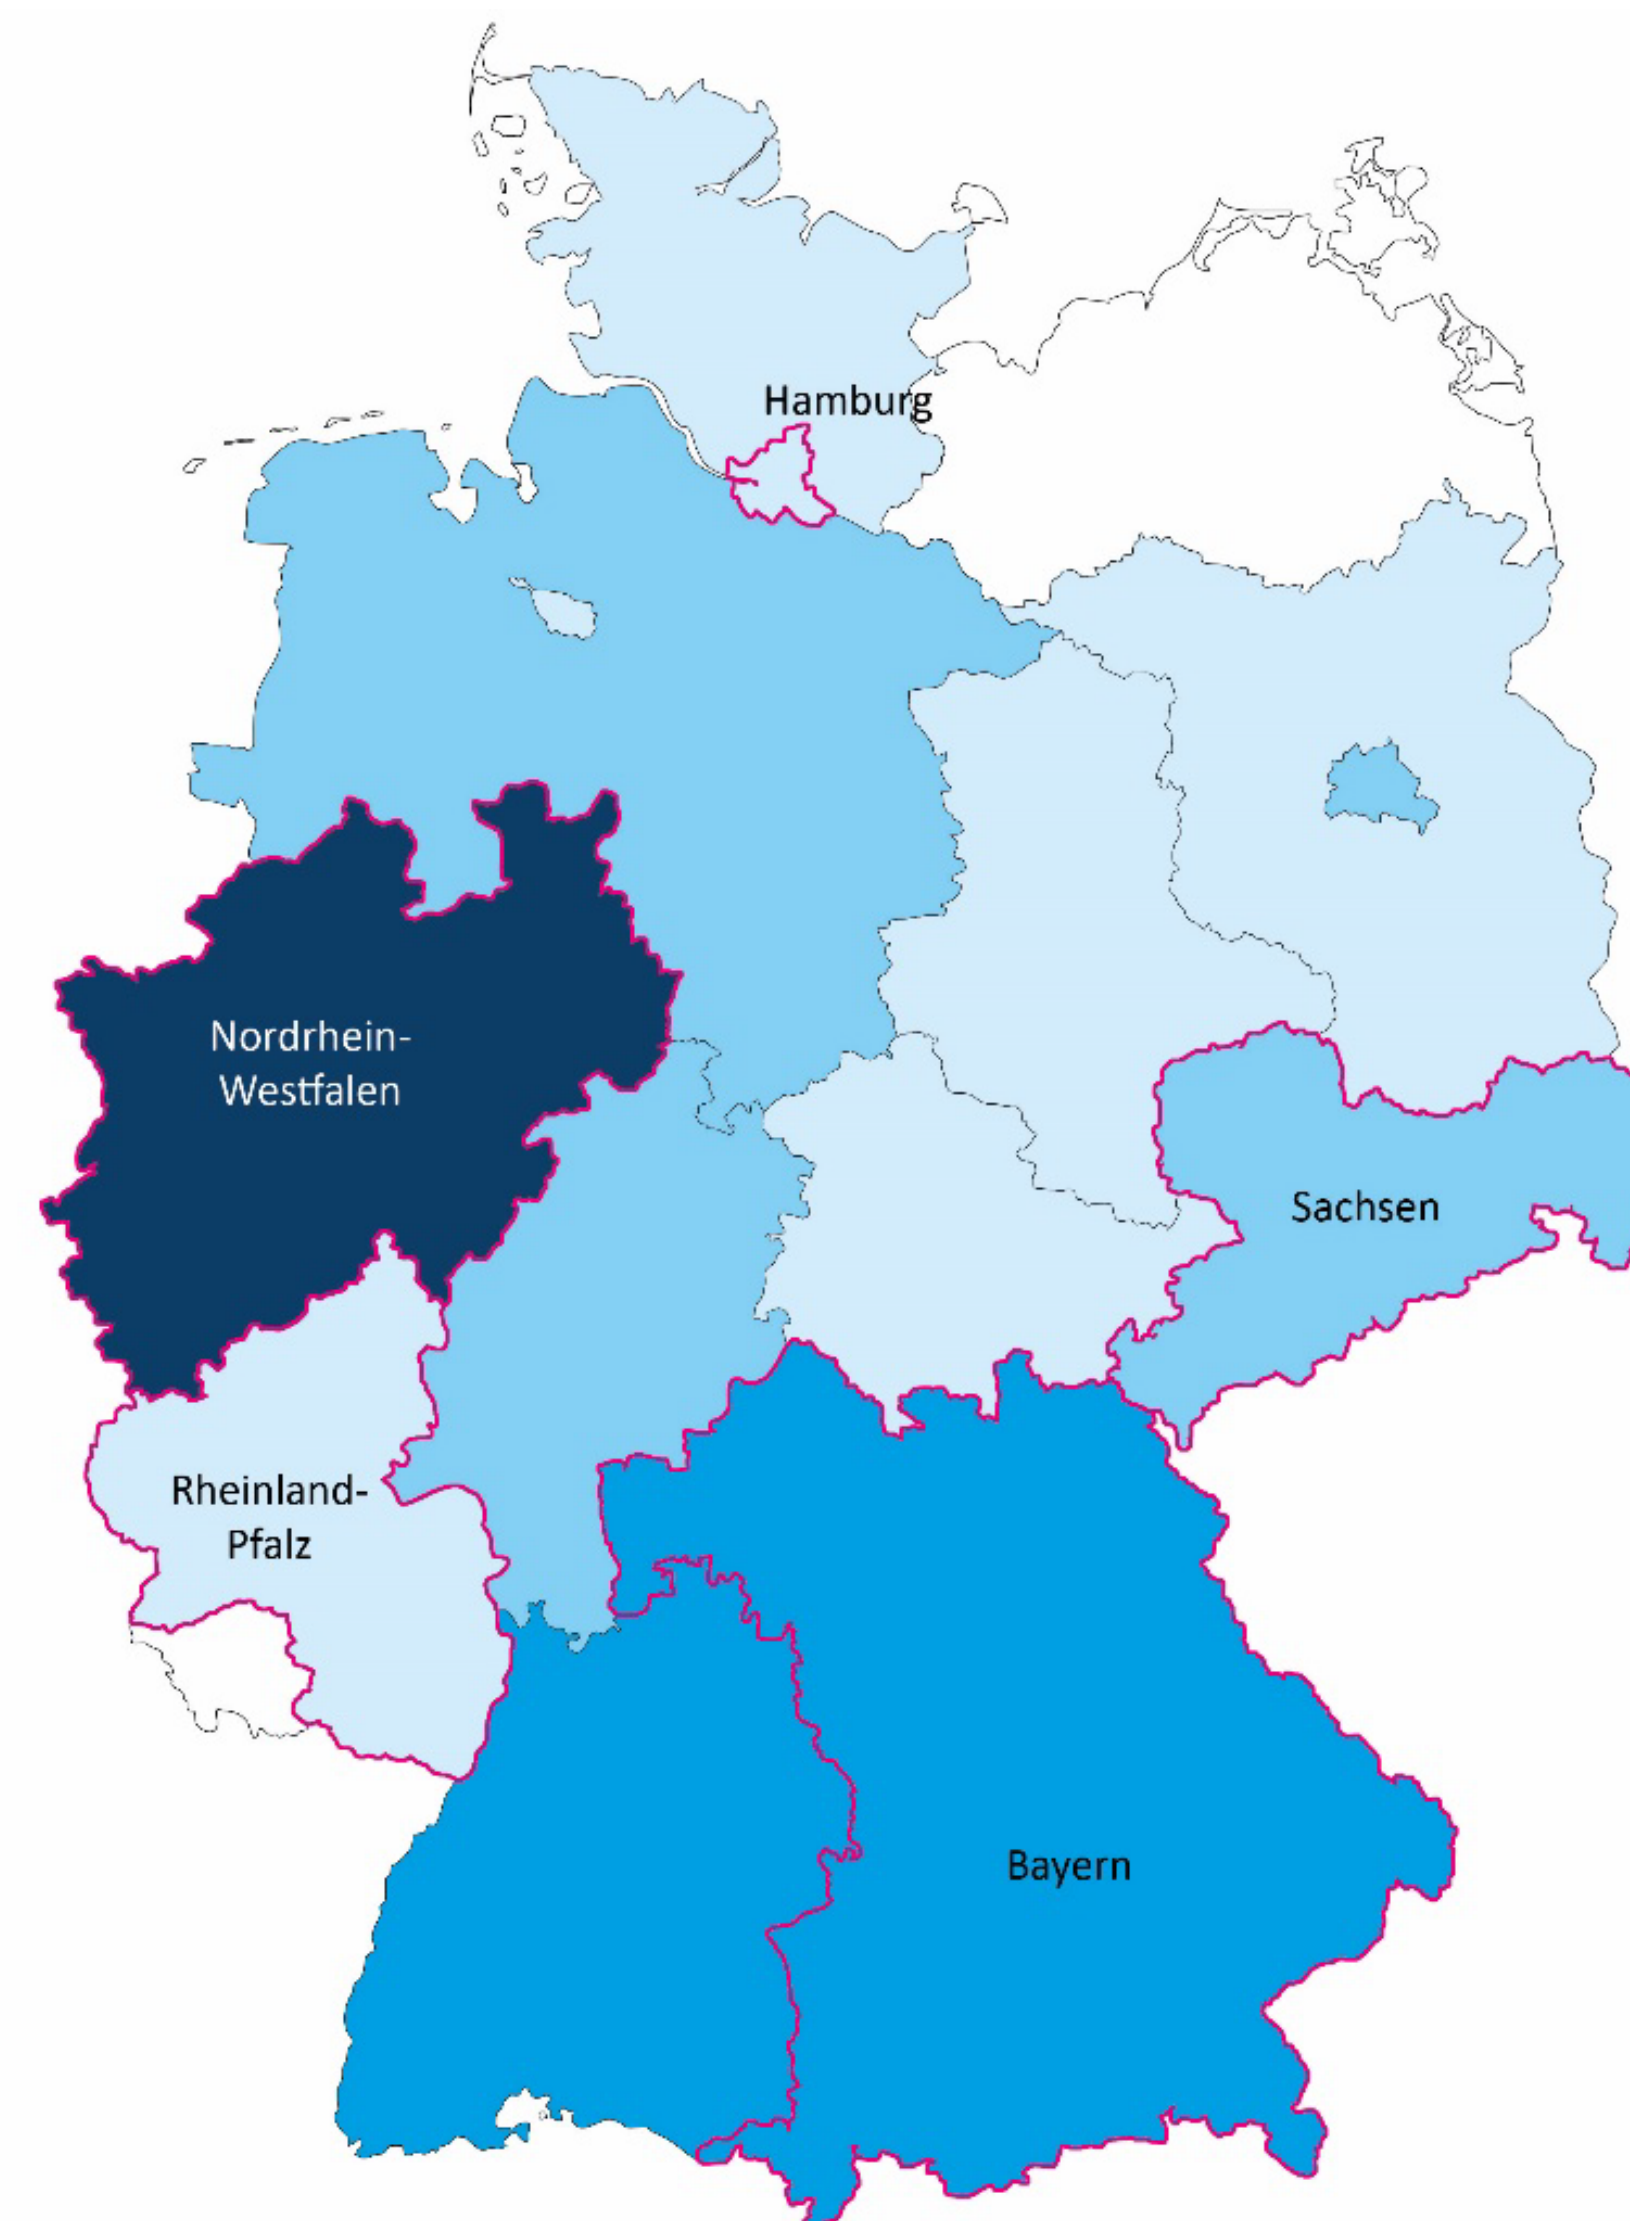 Hamburg
Nordrhein-
Westfalen
Sachsen
Rheinland-
Pfalz
Bayern